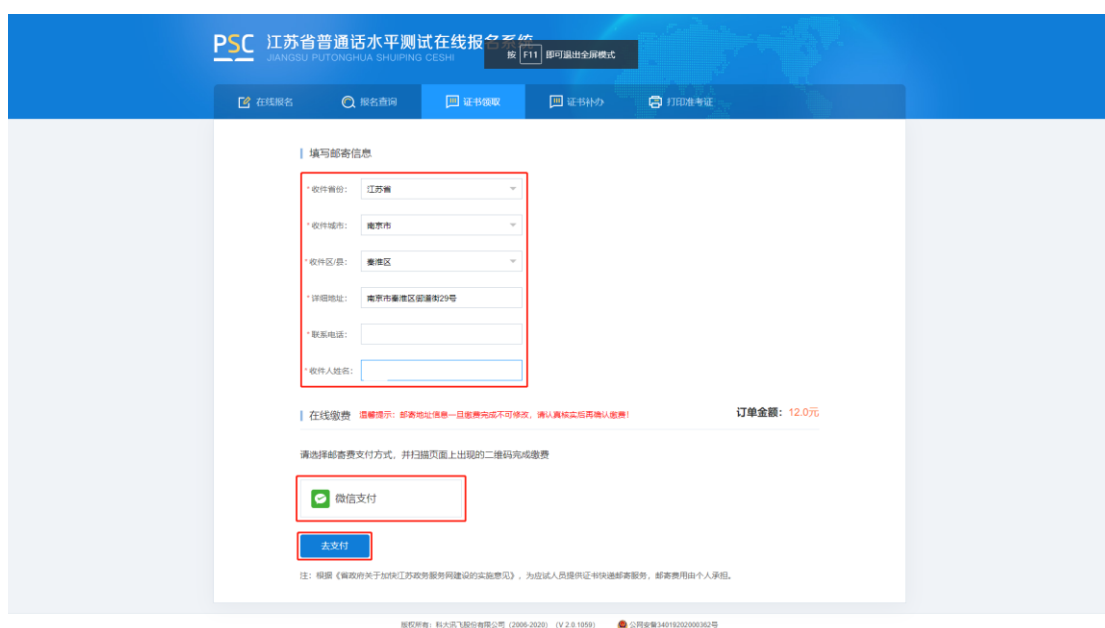 PSC 江苏省普通话水平测试在线报名系统
JIANGSU PUTONGHUA SHUIPING CESHI
按 F11 即可退出全屏模式
在线报名 报名查询 证书领取 证书补办 打印准考证
填写邮寄信息
*收件省份： 江苏省
*收件城市： 南京市
*收件区/县： 秦淮区
*详细地址： 南京市秦淮区街29号
*联系电话：
*收件人姓名：
在线缴费 温馨提示：邮寄地址信息一旦缴费完成不可修改，请认真核实后再确认缴费！ 订单金额：12.0元
请选择邮寄费支付方式，并扫描页面上出现的二维码完成缴费
微信支付
去支付
注：根据《省政府关于加快江苏政务服务网建设的实施意见》，为应试人员提供证书快递邮寄服务，邮寄费用由个人承担。
版权所有：科大讯飞股份有限公司（2006-2020）（V 2.0.1059） 公网安备34019202000362号